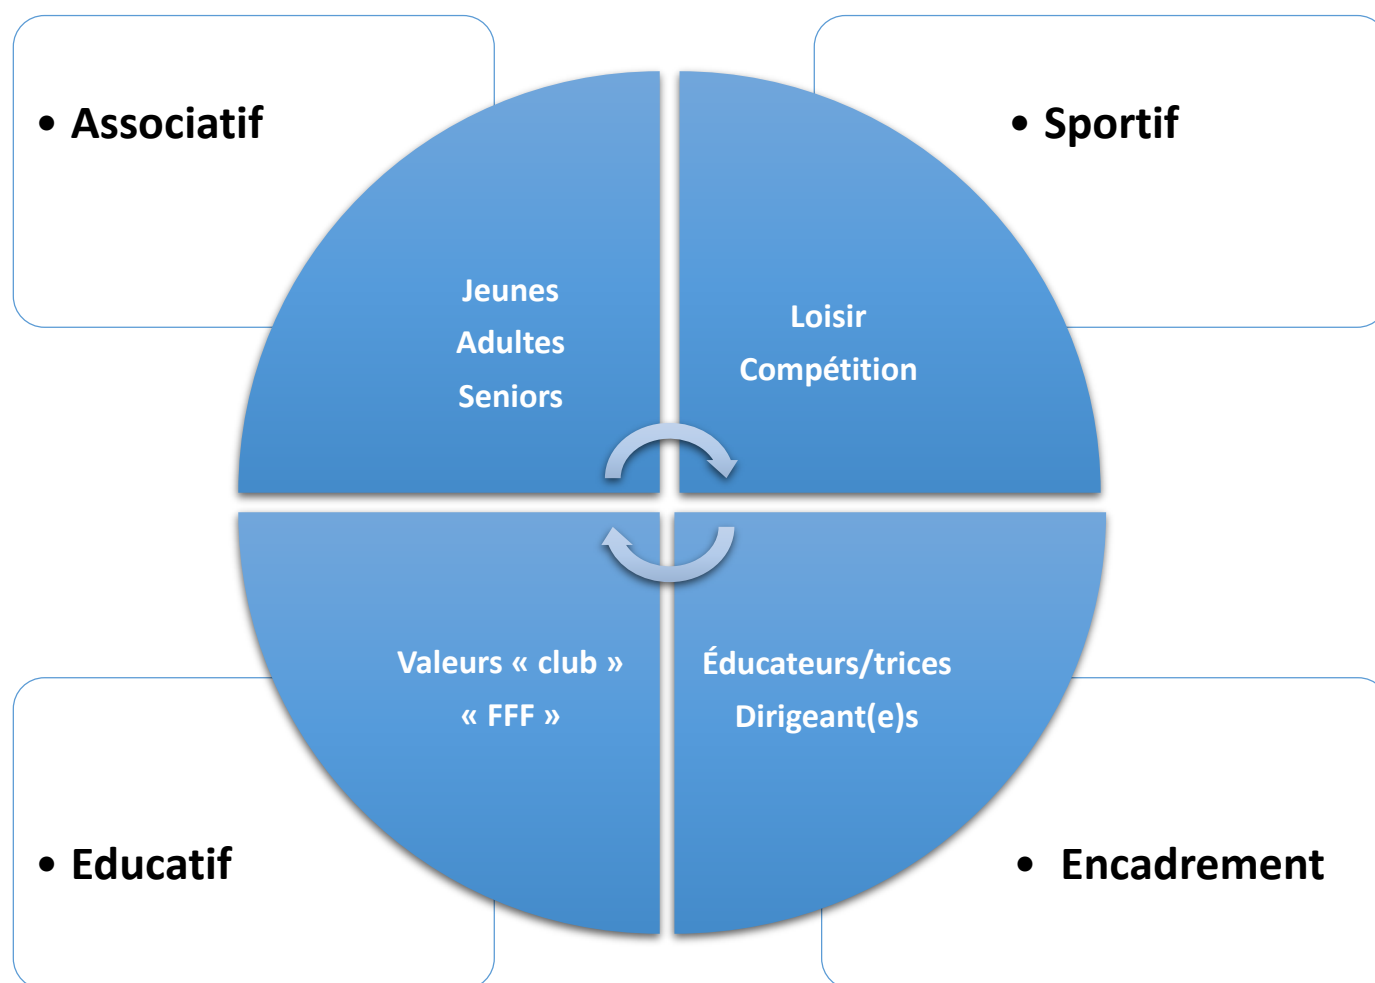 • Associatif
• Sportif
Jeunes
Adultes
Seniors
Loisir
Compétition
Valeurs « club »
« FFF »
Éducateurs/trices
Dirigeant(e)s
• Educatif
• Encadrement